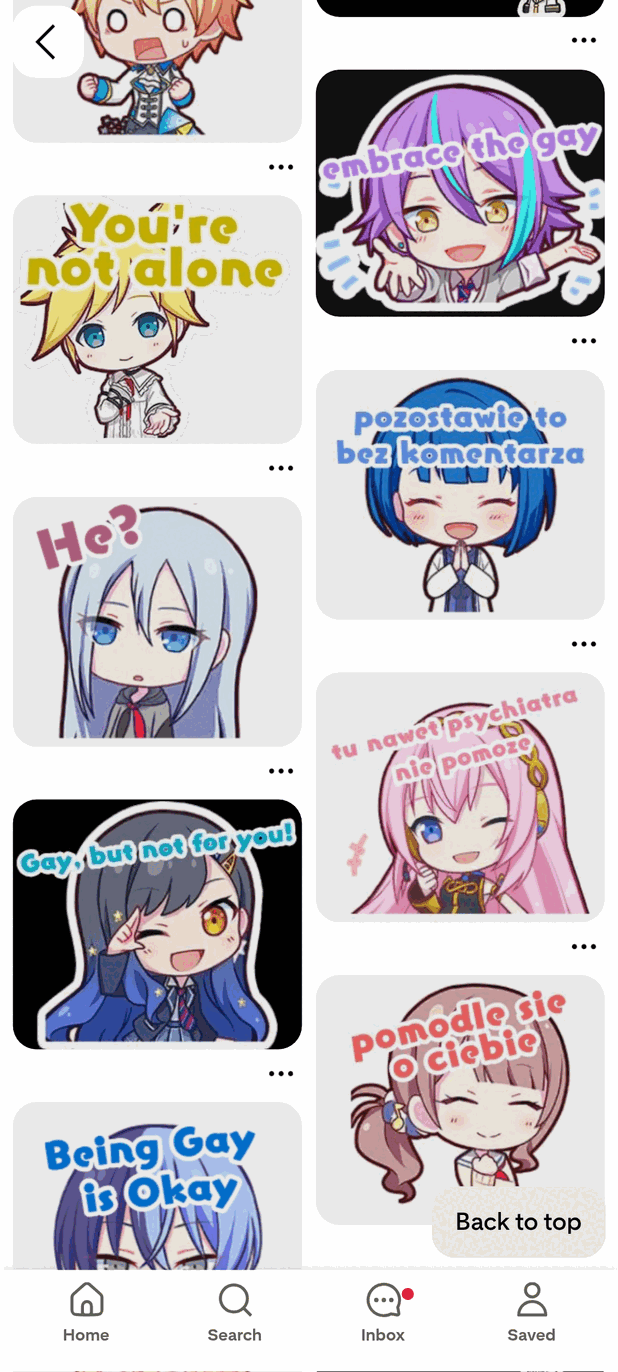 You're
not alone
He?
Gay, but not for you!
Being Gay
is Okay
embrace the gay
pozostawie to
bez komentarza
tu nawet psychiatra
nie pomoze
pomodle sie
o ciebie
Back to top
Home
Search
Inbox
Saved